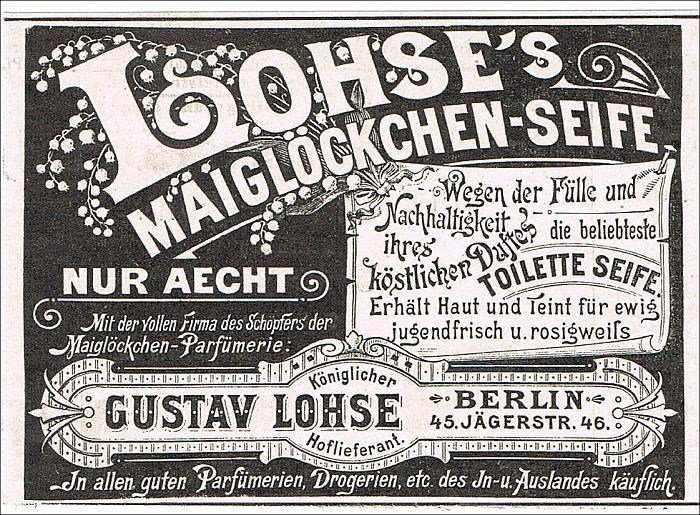 LOHSE'S
MAIGLÖCKCHEN-SEIFE
Wegen der Fülle und
Nachhaltigkeit
ihres
köstlichen Duftes
die beliebteste
TOILETTE SEIFE.
Erhält Haut und Teint für ewig
jugendfrisch u. rosigweiſs
NUR AECHT
Mit der vollen Firma des Schöpfers der
Maiglöckchen-Parfümerie:
Königlicher
GUSTAV LOHSE
Hoflieferant.
BERLIN
45. JÄGERSTR. 46.
In allen guten Parfümerien, Drogerien, etc. des In- u. Auslandes käuflich.